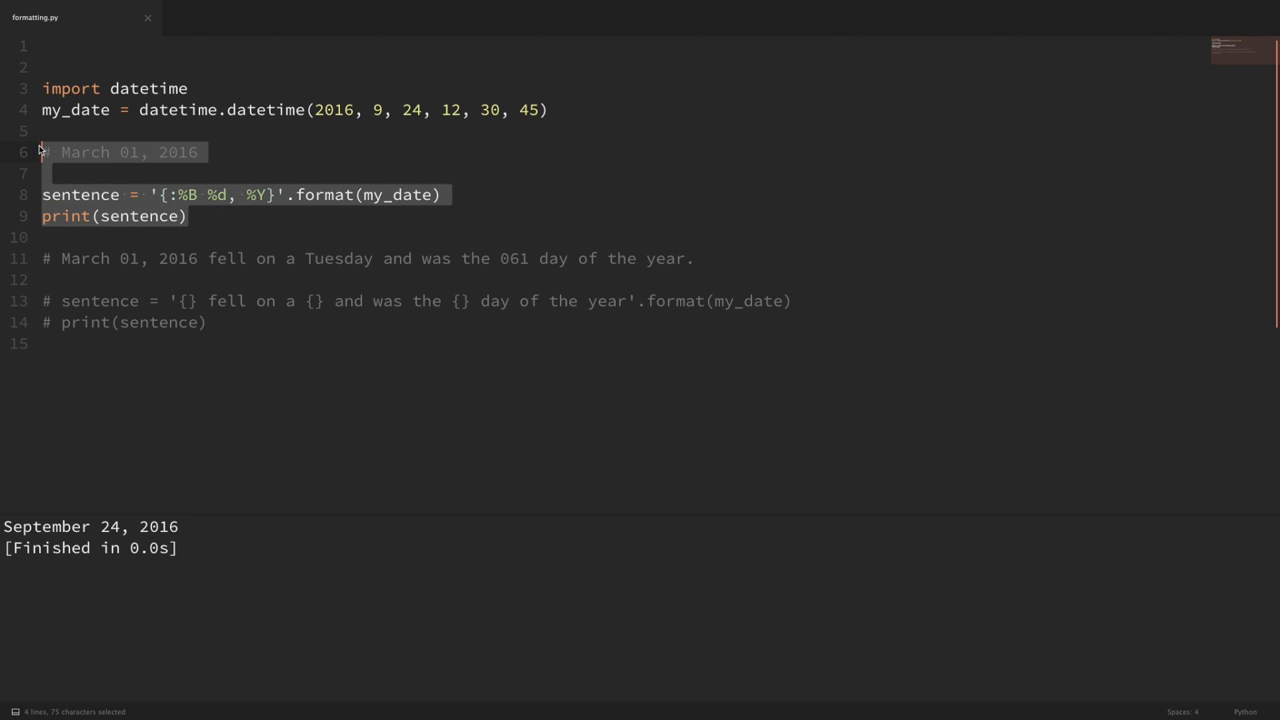 formatting.py ×
1
2
3 import datetime
4 my_date = datetime.datetime(2016, 9, 24, 12, 30, 45)
5
6 # March 01, 2016
7
8 sentence = '{:%B %d, %Y}'.format(my_date)
9 print(sentence)
10
11 # March 01, 2016 fell on a Tuesday and was the 061 day of the year.
12
13 # sentence = '{} fell on a {} and was the {} day of the year'.format(my_date)
14 # print(sentence)
15
September 24, 2016
[Finished in 0.0s]
4 lines, 75 characters selected Spaces: 4 Python